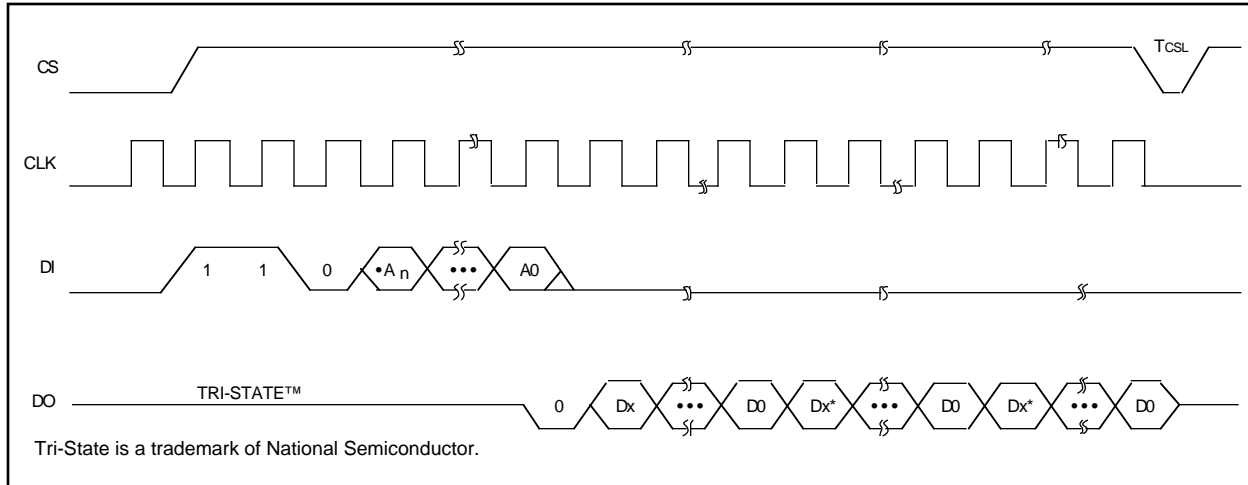 CS TCSL
CLK
DI 1 1 0 •A n ••• A0
DO TRI-STATE™ 0 Dx ••• D0 Dx* ••• D0 Dx* ••• D0
Tri-State is a trademark of National Semiconductor.